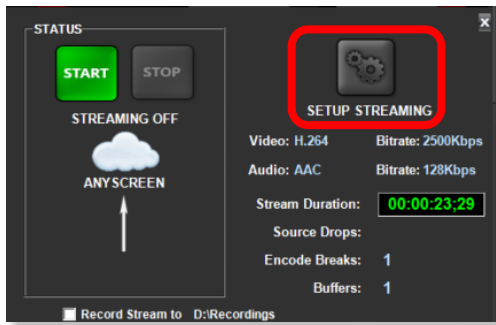 STATUS
x
START
STOP
STREAMING OFF
ANYSCREEN
SETUP STREAMING
Video: H.264 Bitrate: 2500Kbps
Audio: AAC Bitrate: 128Kbps
Stream Duration: 00:00:23;29
Source Drops:
Encode Breaks: 1
Buffers: 1
Record Stream to D:\Recordings